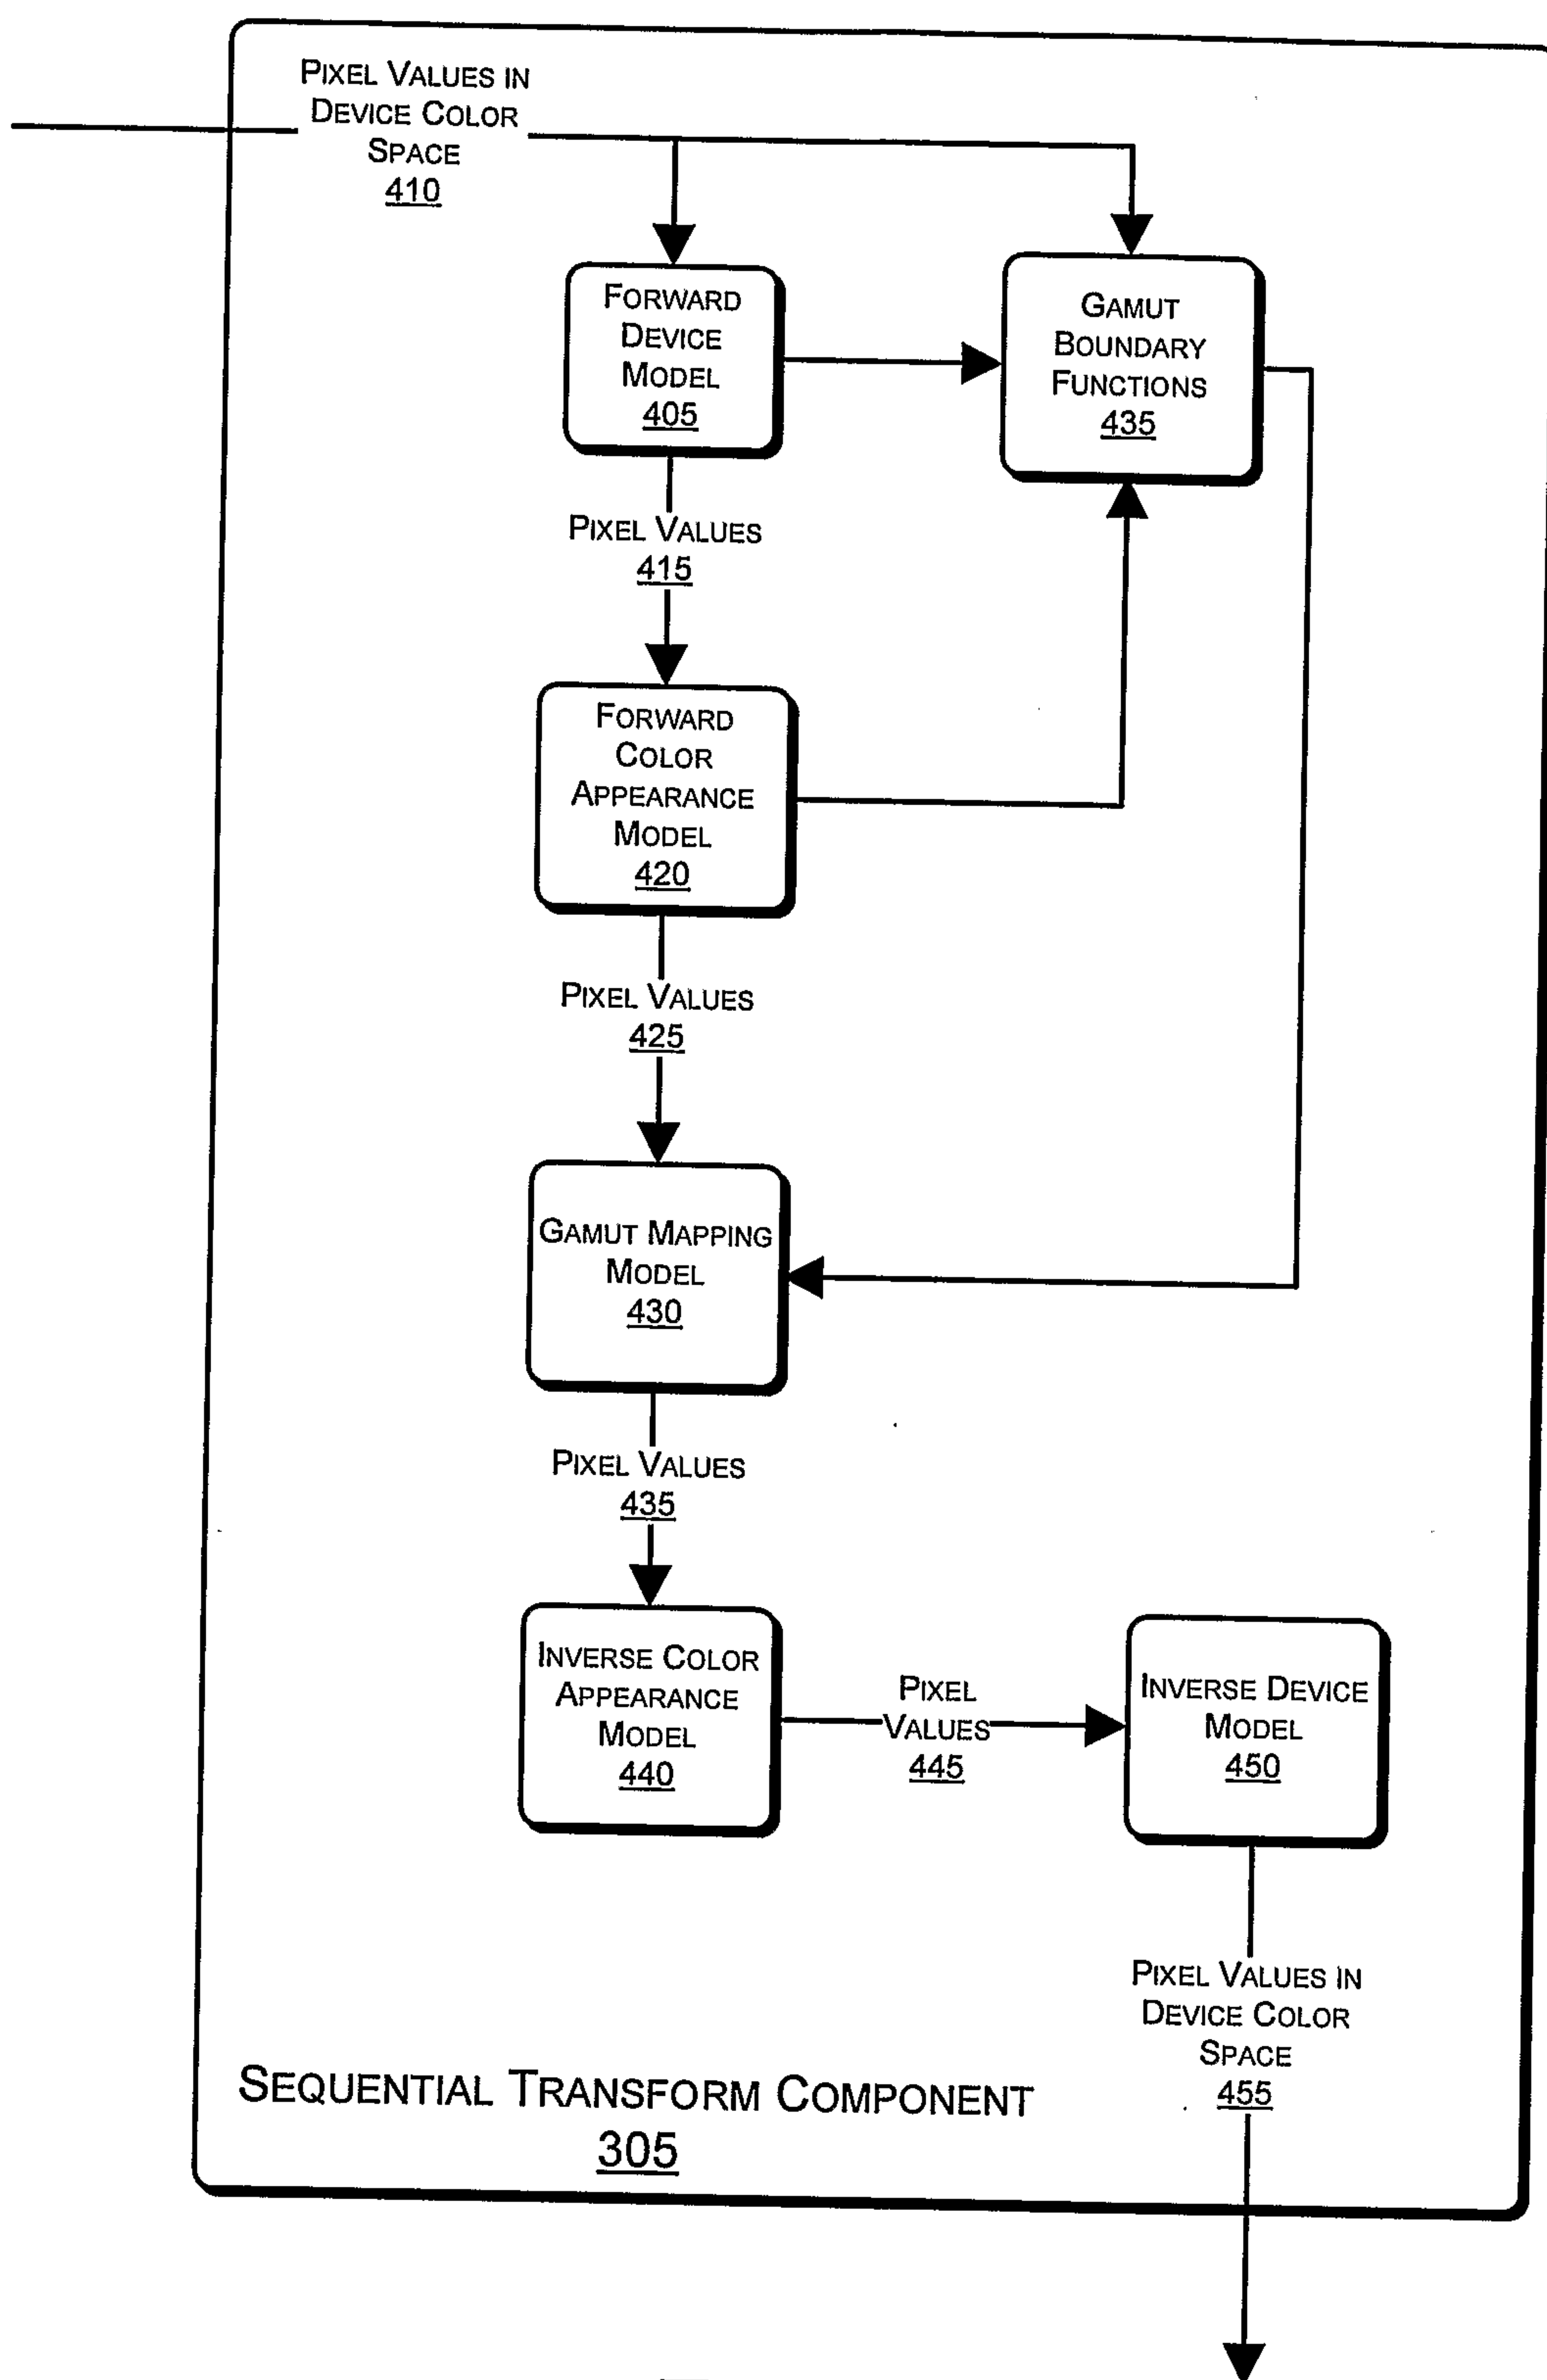 PIXEL VALUES IN
DEVICE COLOR
SPACE
410
FORWARD
DEVICE
MODEL
405
GAMUT
BOUNDARY
FUNCTIONS
435
PIXEL VALUES
415
FORWARD
COLOR
APPEARANCE
MODEL
420
PIXEL VALUES
425
GAMUT MAPPING
MODEL
430
PIXEL VALUES
435
INVERSE COLOR
APPEARANCE
MODEL
440
PIXEL
VALUES
445
INVERSE DEVICE
MODEL
450
PIXEL VALUES IN
DEVICE COLOR
SPACE
455
SEQUENTIAL TRANSFORM COMPONENT
305